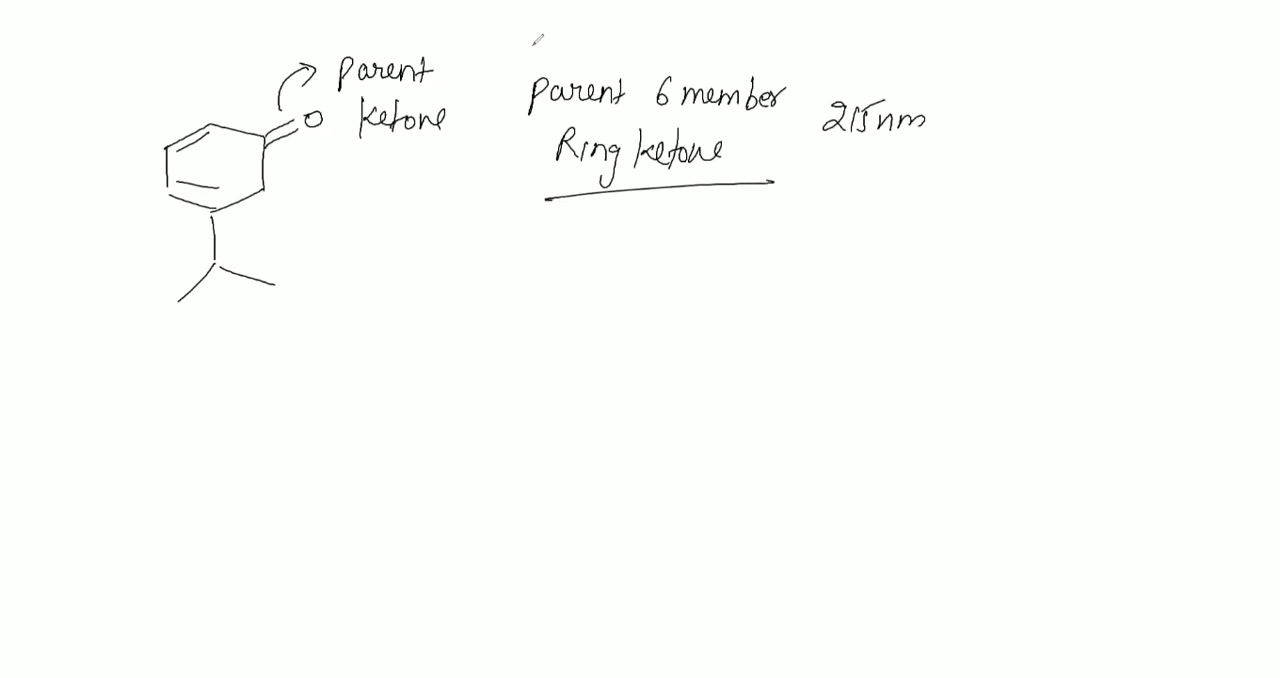 Parent
ketone
O
Parent 6 member
Ring ketone
215nm